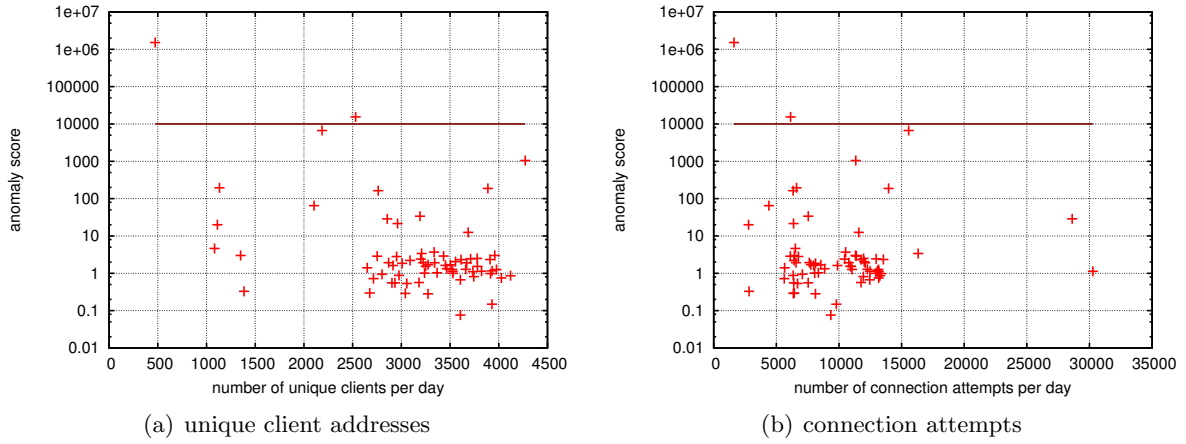 1e+07
1e+06
100000
10000
1000
100
10
1
0.1
0.01
anomaly score
0 500 1000 1500 2000 2500 3000 3500 4000 4500
number of unique clients per day
(a) unique client addresses
1e+07
1e+06
100000
10000
1000
100
10
1
0.1
0.01
anomaly score
0 5000 10000 15000 20000 25000 30000 35000
number of connection attempts per day
(b) connection attempts